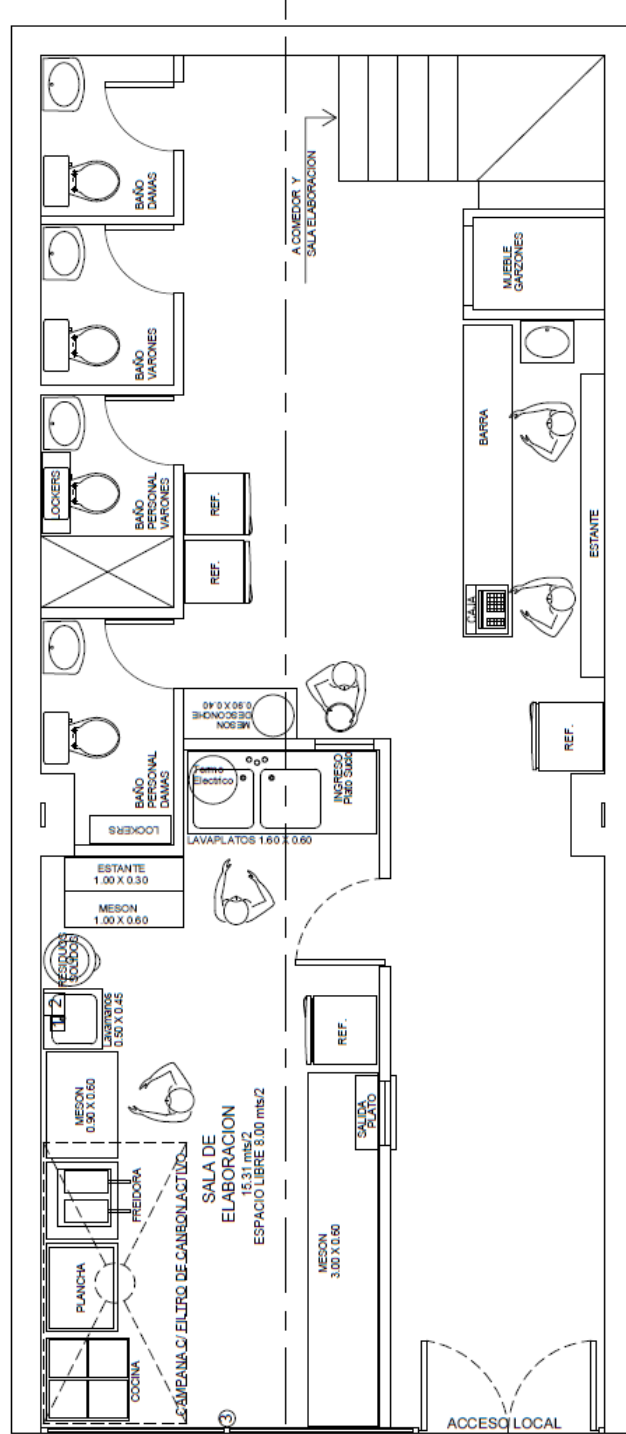 BAÑO
DAMAS
A COMEDOR Y
SALA ELABORACION
MUEBLE
GARZONES
BAÑO
VARONES
BARRA
LOCKERS
BAÑO
PERSONAL
VARONES
REF.
REF.
ESTANTE
CAJA
MESON
DESCONCHE
0.90 X 0.40
REF.
BAÑO
PERSONAL
DAMAS
LOCKERS
Termo
Electrico
INGRESO
Plato Sucio
LAVAPLATOS 1.60 X 0.60
ESTANTE
1.00 X 0.30
MESON
1.00 X 0.60
RESIDUOS
SOLIDOS
1 2
Lavamanos
0.50 X 0.45
REF.
MESON
0.90 X 0.60
SALIDA
PLATO
SALA DE
ELABORACION
15.31 mts/2
ESPACIO LIBRE 8.00 mts/2
FREIDORA
PLANCHA
COCINA
CAMPANA C/ FILTRO DE CANBON ACTIVO
MESON
3.00 X 0.60
3
ACCESO LOCAL